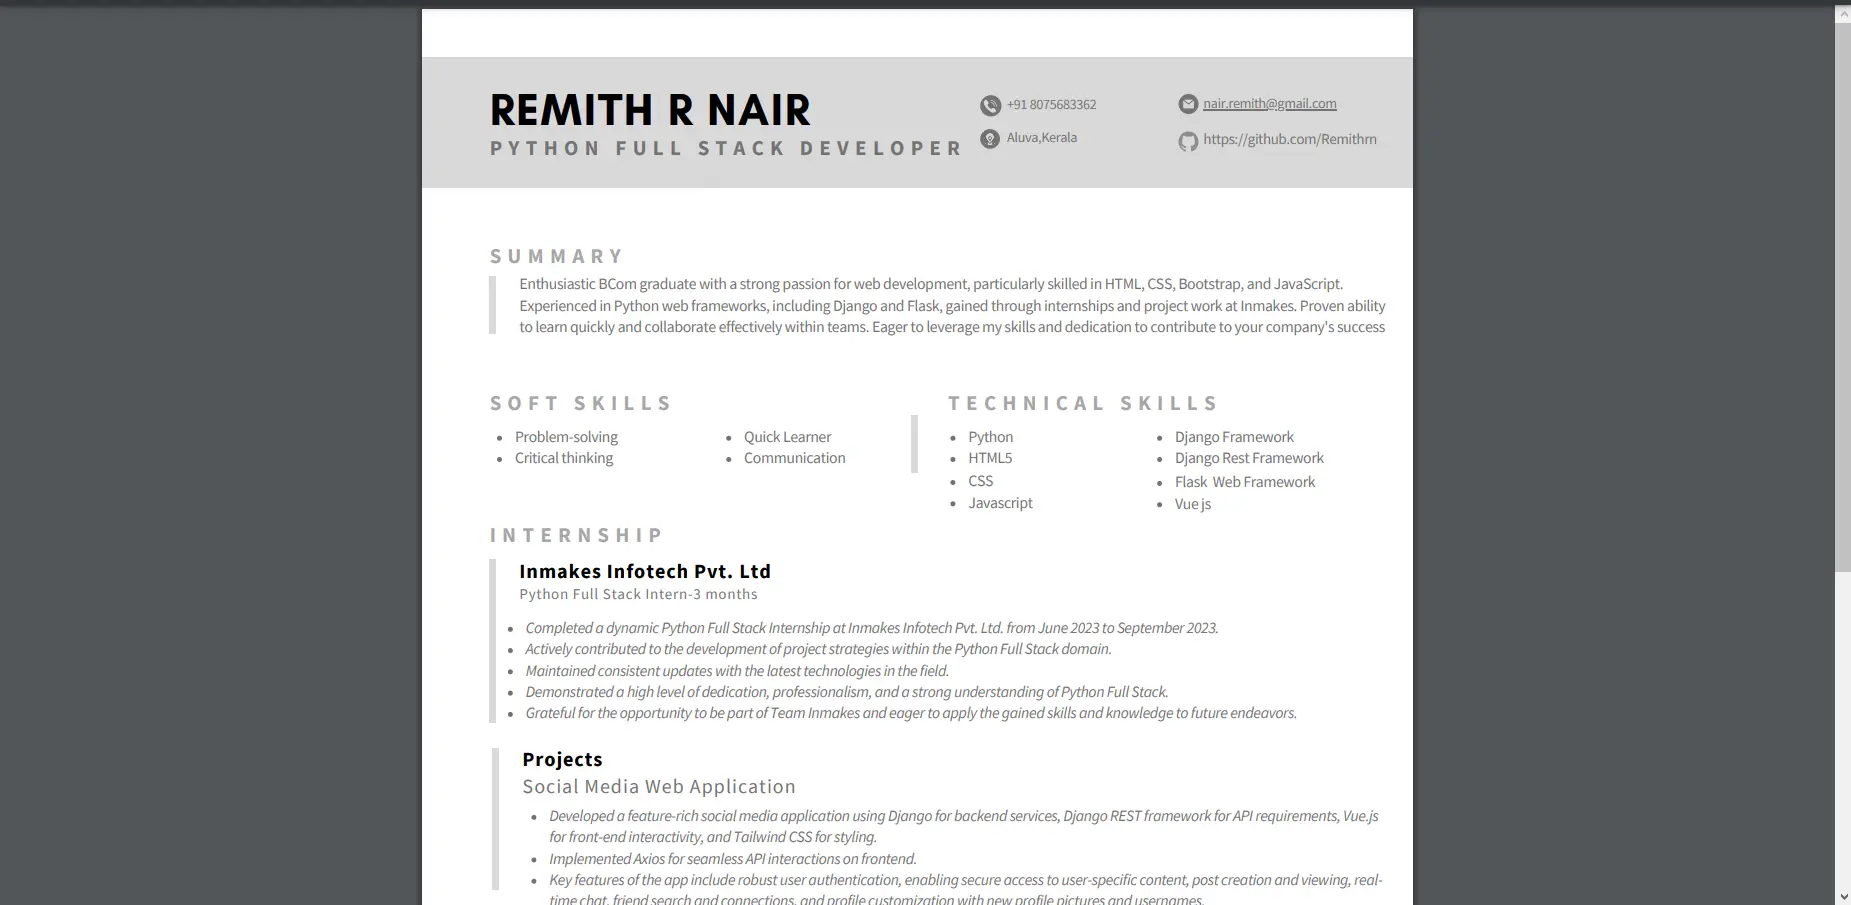 REMITH R NAIR
PYTHON FULL STACK DEVELOPER
+91 8075683362
nair.remith@gmail.com
Aluva,Kerala
https://github.com/Remithrn
SUMMARY
Enthusiastic BCom graduate with a strong passion for web development, particularly skilled in HTML, CSS, Bootstrap, and JavaScript.
Experienced in Python web frameworks, including Django and Flask, gained through internships and project work at Inmakes. Proven ability
to learn quickly and collaborate effectively within teams. Eager to leverage my skills and dedication to contribute to your company's success
SOFT SKILLS
• Problem-solving
• Critical thinking
• Quick Learner
• Communication
TECHNICAL SKILLS
• Python
• HTML5
• CSS
• Javascript
• Django Framework
• Django Rest Framework
• Flask Web Framework
• Vue js
INTERNSHIP
Inmakes Infotech Pvt. Ltd
Python Full Stack Intern-3 months
• Completed a dynamic Python Full Stack Internship at Inmakes Infotech Pvt. Ltd. from June 2023 to September 2023.
• Actively contributed to the development of project strategies within the Python Full Stack domain.
• Maintained consistent updates with the latest technologies in the field.
• Demonstrated a high level of dedication, professionalism, and a strong understanding of Python Full Stack.
• Grateful for the opportunity to be part of Team Inmakes and eager to apply the gained skills and knowledge to future endeavors.
Projects
Social Media Web Application
• Developed a feature-rich social media application using Django for backend services, Django REST framework for API requirements, Vue.js
for front-end interactivity, and Tailwind CSS for styling.
• Implemented Axios for seamless API interactions on frontend.
• Key features of the app include robust user authentication, enabling secure access to user-specific content, post creation and viewing, real-
time chat, friend search and connections, and profile customization with new profile pictures and usernames.